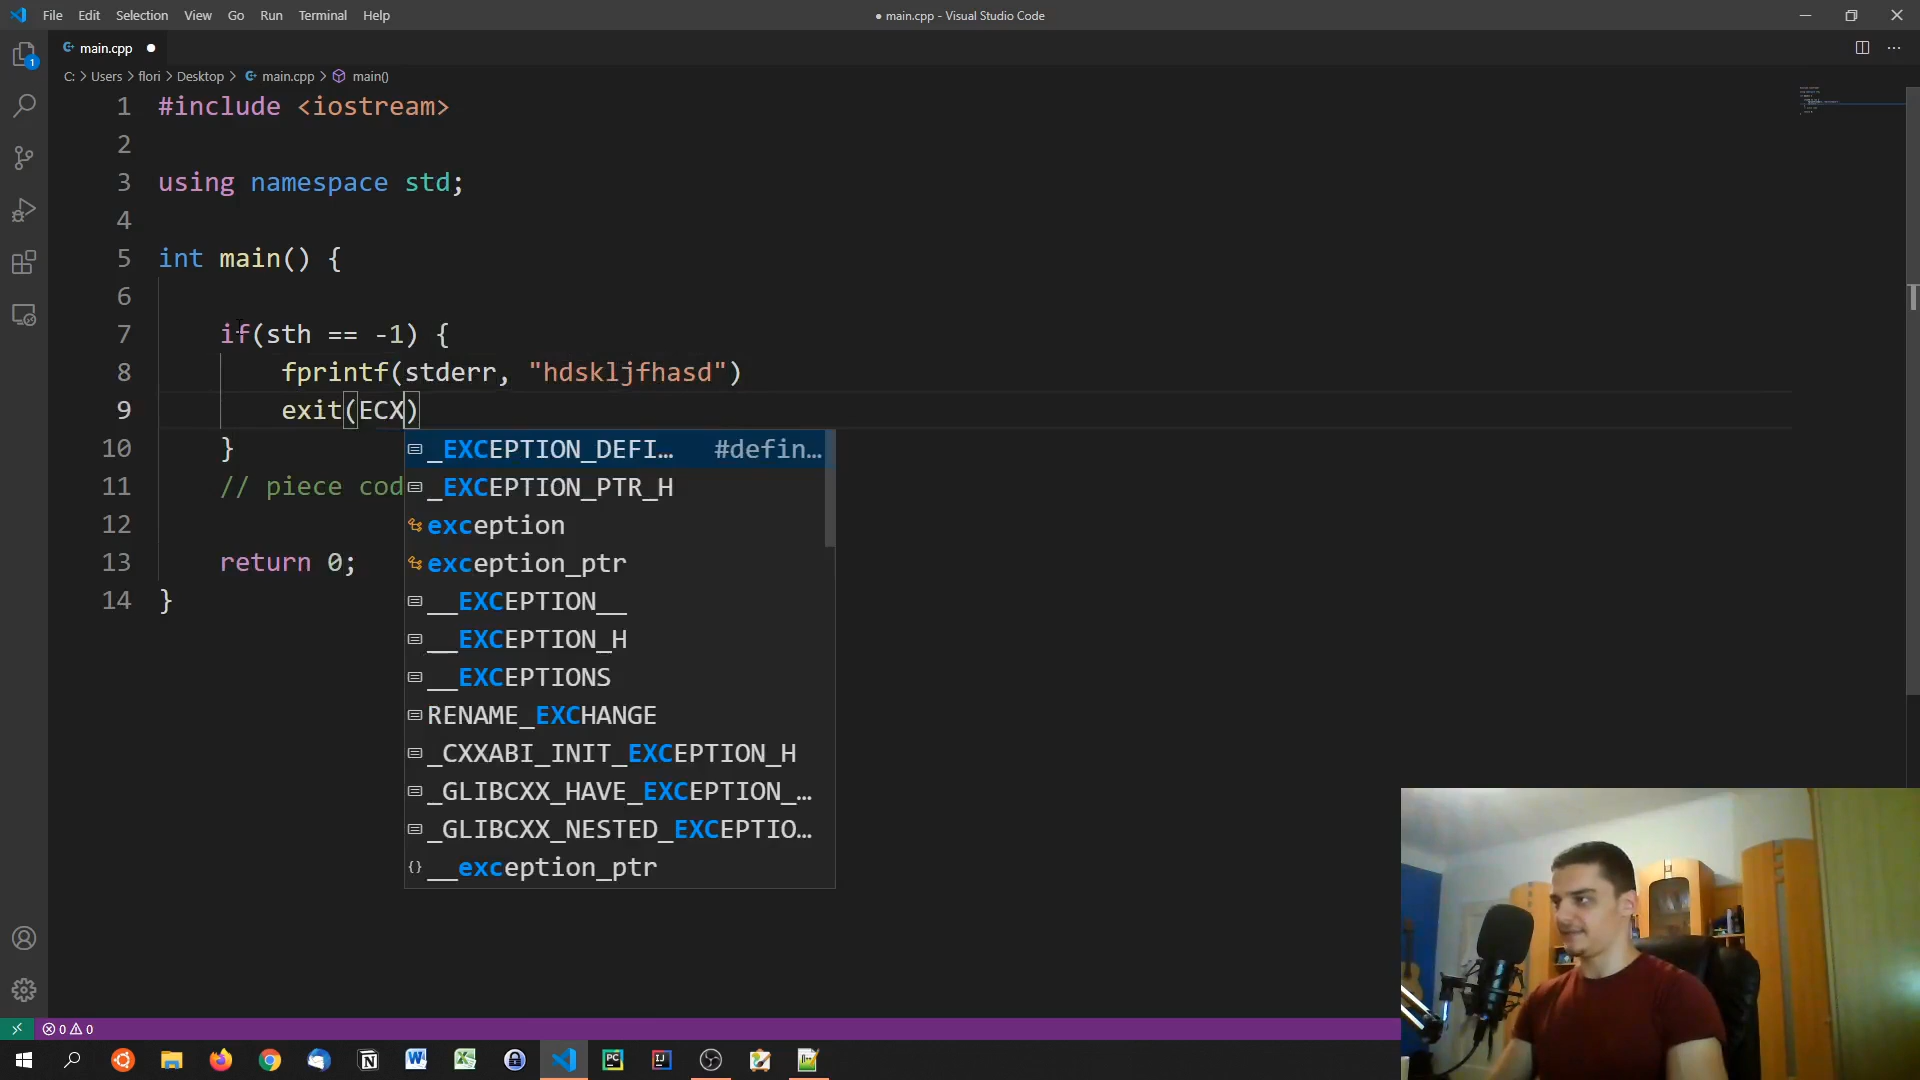 File Edit Selection View Go Run Terminal Help
● main.cpp - Visual Studio Code
main.cpp ●
C: > Users > flori > Desktop > main.cpp > main()
1 #include <iostream>
2
3 using namespace std;
4
5 int main() {
6
7 if(sth == -1) {
8 fprintf(stderr, "hdskljfhasd")
9 exit(ECX)
10 }
11 // piece cod
12
13 return 0;
14 }
_EXCEPTION_DEFI… #defin…
_EXCEPTION_PTR_H
exception
exception_ptr
__EXCEPTION__
__EXCEPTION_H
__EXCEPTIONS
RENAME_EXCHANGE
_CXXABI_INIT_EXCEPTION_H
_GLIBCXX_HAVE_EXCEPTION_…
_GLIBCXX_NESTED_EXCEPTIO…
__exception_ptr
0 0